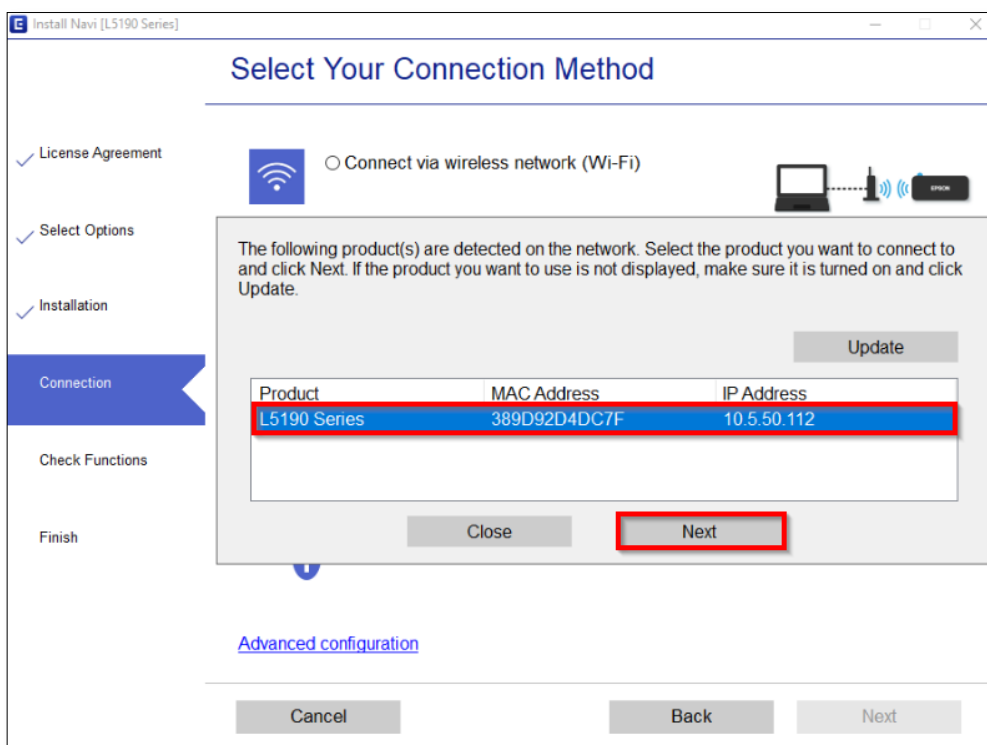 Install Navi [L5190 Series]
Select Your Connection Method
License Agreement
Connect via wireless network (Wi-Fi)
EPSON
Select Options
The following product(s) are detected on the network. Select the product you want to connect to
and click Next. If the product you want to use is not displayed, make sure it is turned on and click
Update.
Installation
Update
Connection
Product MAC Address IP Address
L5190 Series 389D92D4DC7F 10.5.50.112
Check Functions
Close Next
Finish
Advanced configuration
Cancel Back Next